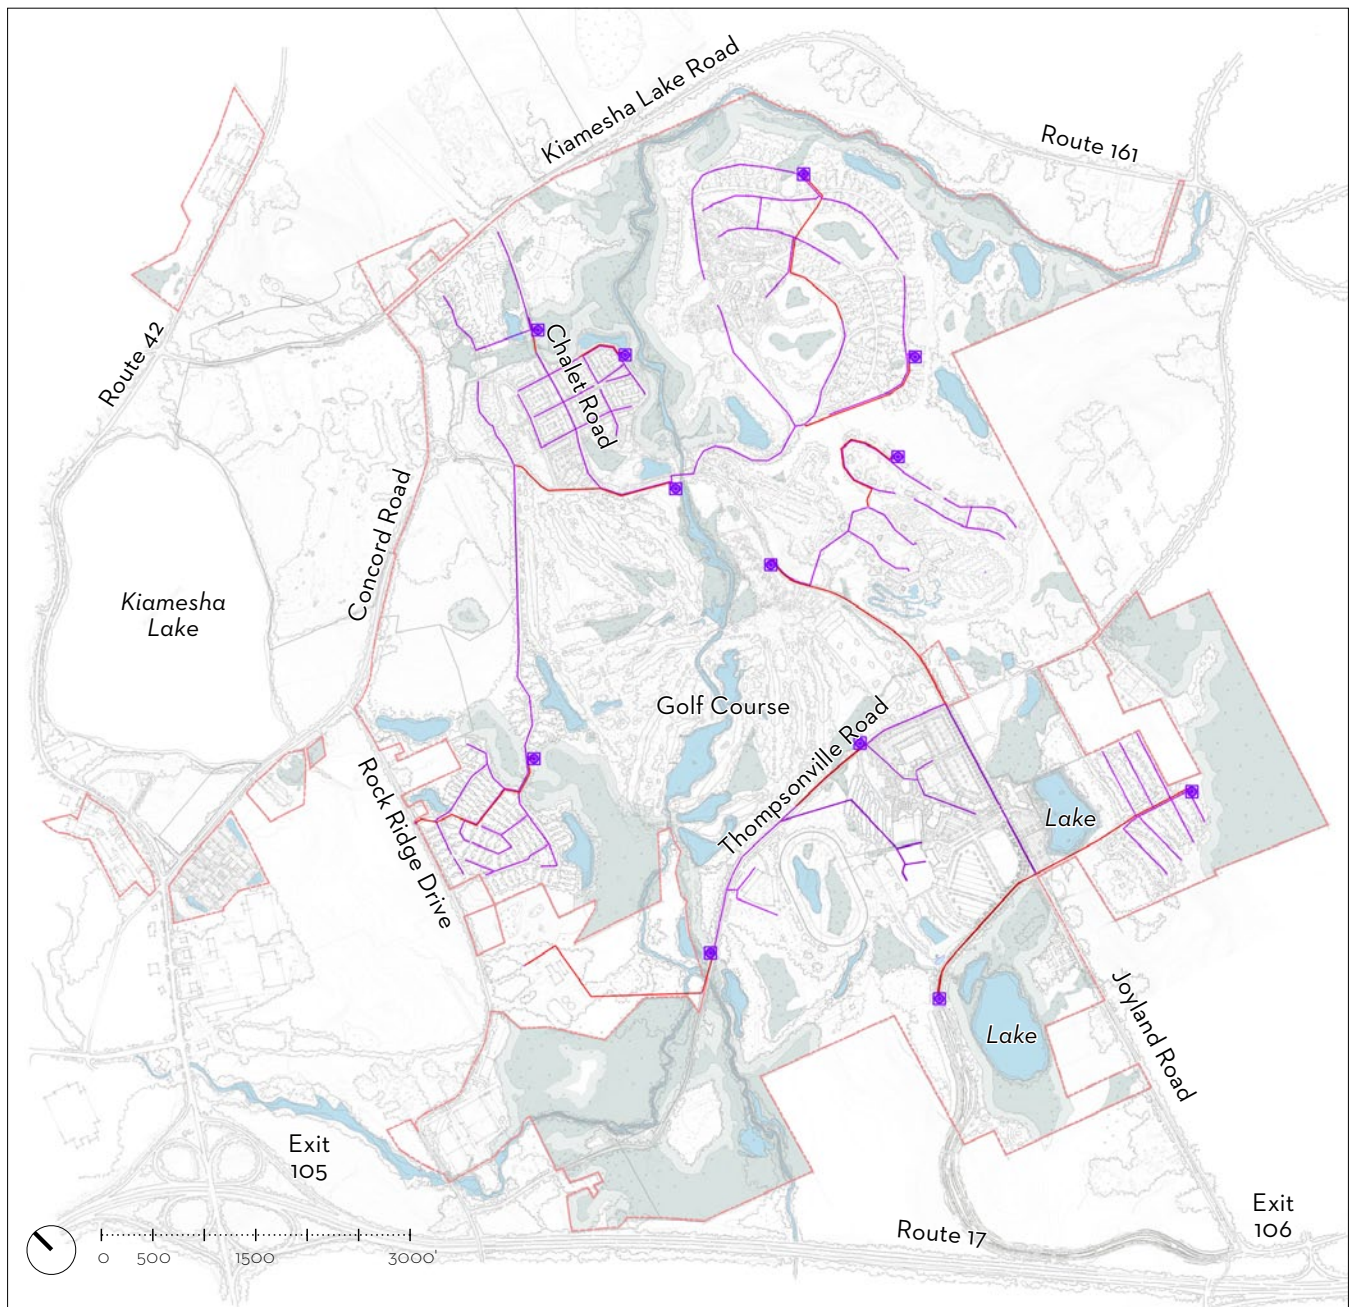 Kiamesha Lake Road
Route 161
Route 42
Chalet Road
Concord Road
Kiamesha
Lake
Golf Course
Thompsonville Road
Rock Ridge Drive
Lake
Lake
Joyland Road
Exit
105
Route 17
Exit
106
0 500 1500 3000'